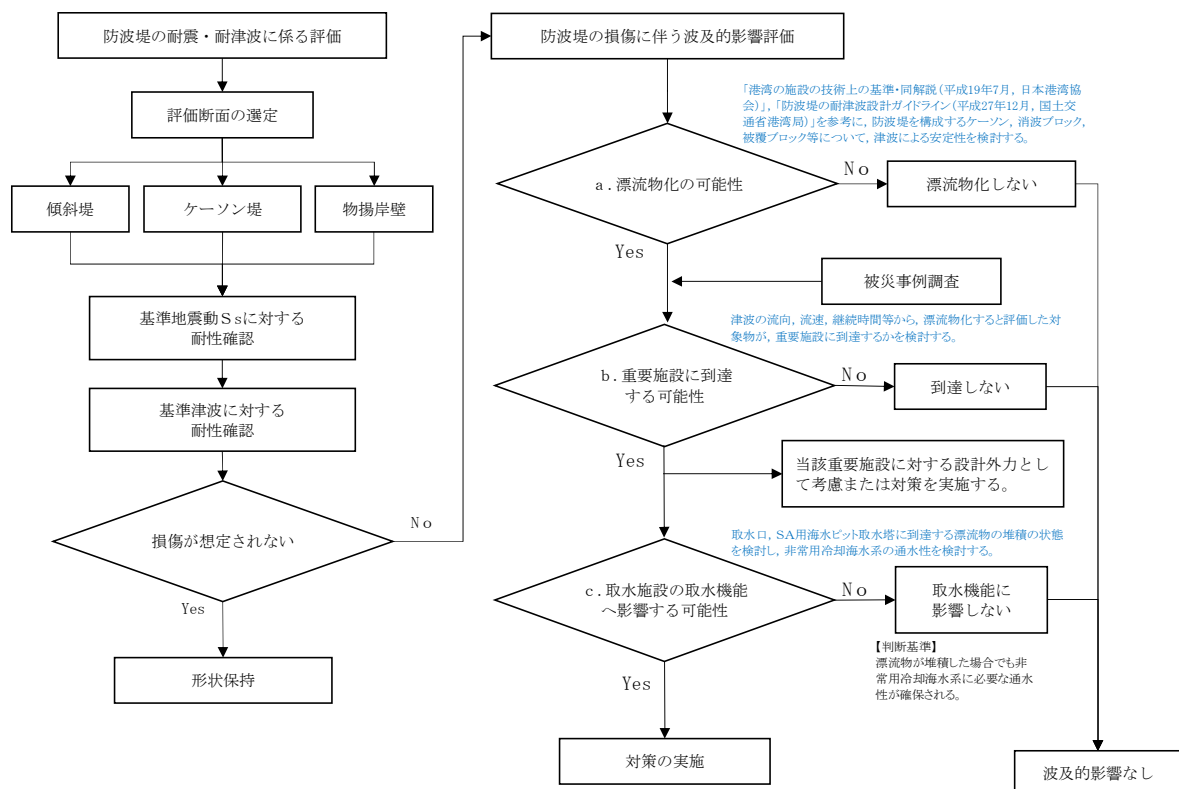 防波堤の耐震・耐津波に係る評価
評価断面の選定
傾斜堤
ケーソン堤
物揚岸壁
基準地震動Ｓｓに対する
耐性確認
基準津波に対する
耐性確認
損傷が想定されない
No
Yes
形状保持
防波堤の損傷に伴う波及的影響評価
「港湾の施設の技術上の基準・同解説（平成19年7月，日本港湾協
会）」，「防波堤の耐津波設計ガイドライン（平成27年12月，国土交
通省港湾局）」を参考に，防波堤を構成するケーソン，消波ブロック，
被覆ブロック等について，津波による安定性を検討する。
ａ．漂流物化の可能性
No
漂流物化しない
Yes
被災事例調査
津波の流向，流速，継続時間等から，漂流物化すると評価した対
象物が，重要施設に到達するかを検討する。
ｂ．重要施設に到達
する可能性
No
到達しない
Yes
当該重要施設に対する設計外力とし
て考慮または対策を実施する。
取水口，ＳＡ用海水ピット取水塔に到達する漂流物の堆積の状態
を検討し，非常用冷却海水系の通水性を検討する。
ｃ．取水施設の取水機能
へ影響する可能性
No
取水機能に
影響しない
【判断基準】
漂流物が堆積した場合でも非
常用冷却海水系に必要な通水
性が確保される。
Yes
対策の実施
波及的影響なし